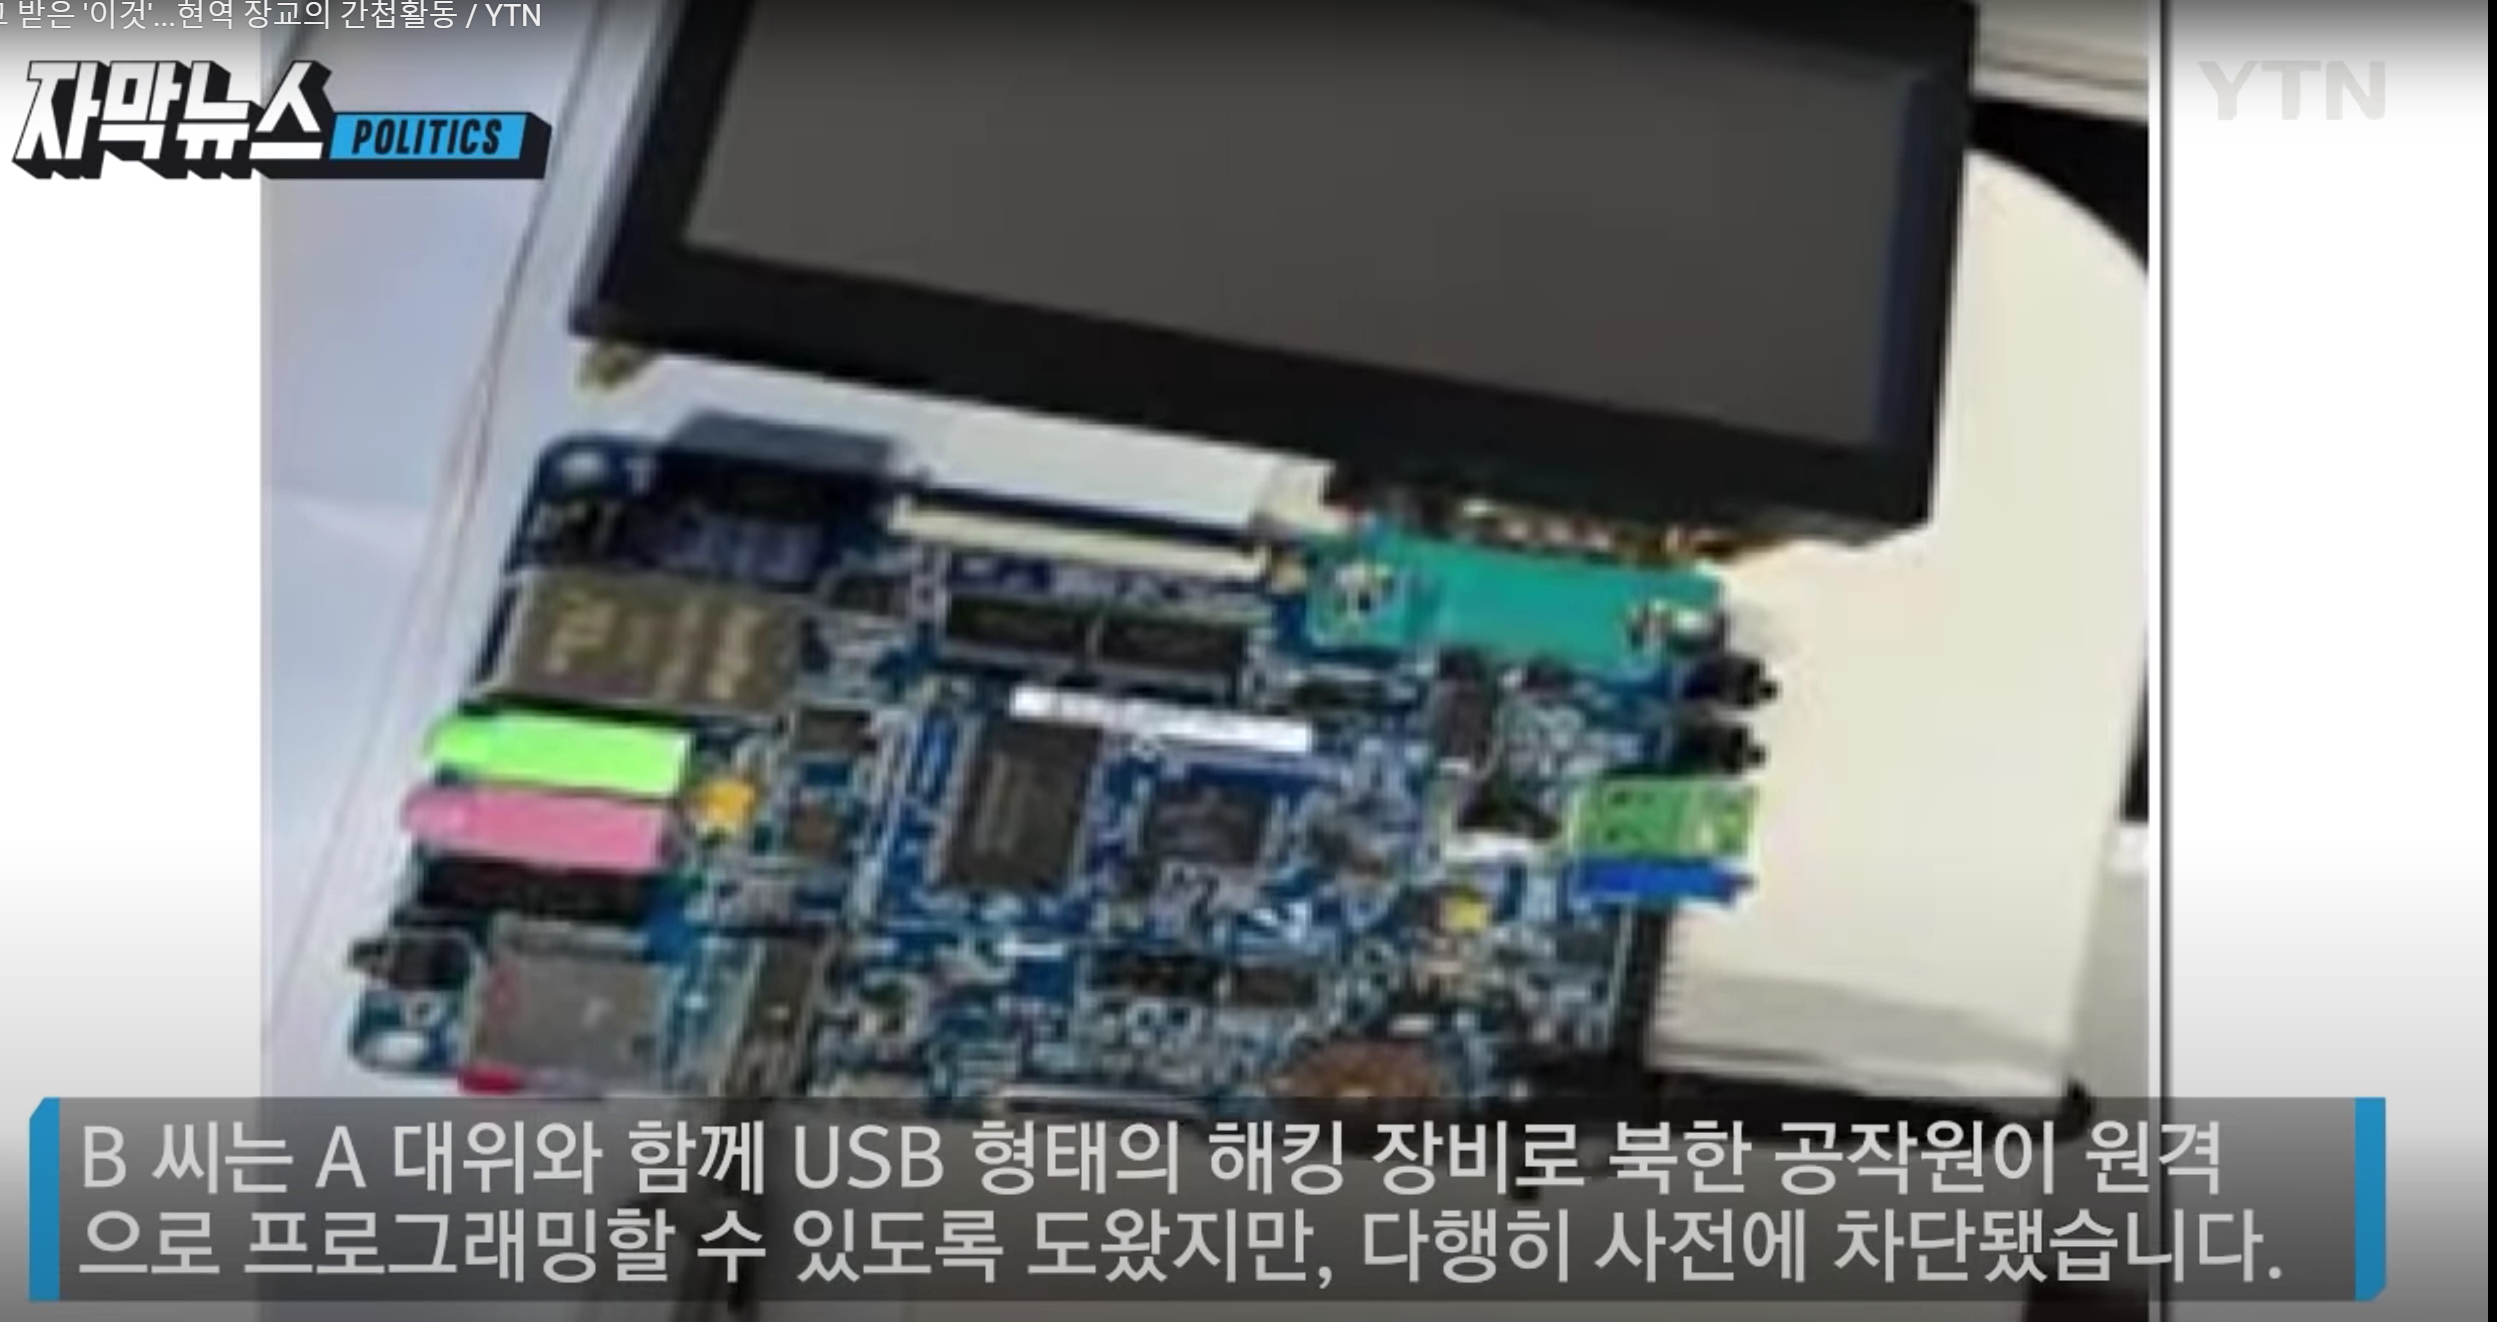 받은 '이것'...현역 장교의 간첩활동 / YTN
자막뉴스 POLITICS
YTN
B 씨는 A 대위와 함께 USB 형태의 해킹 장비로 북한 공작원이 원격
으로 프로그래밍할 수 있도록 도왔지만, 다행히 사전에 차단됐습니다.